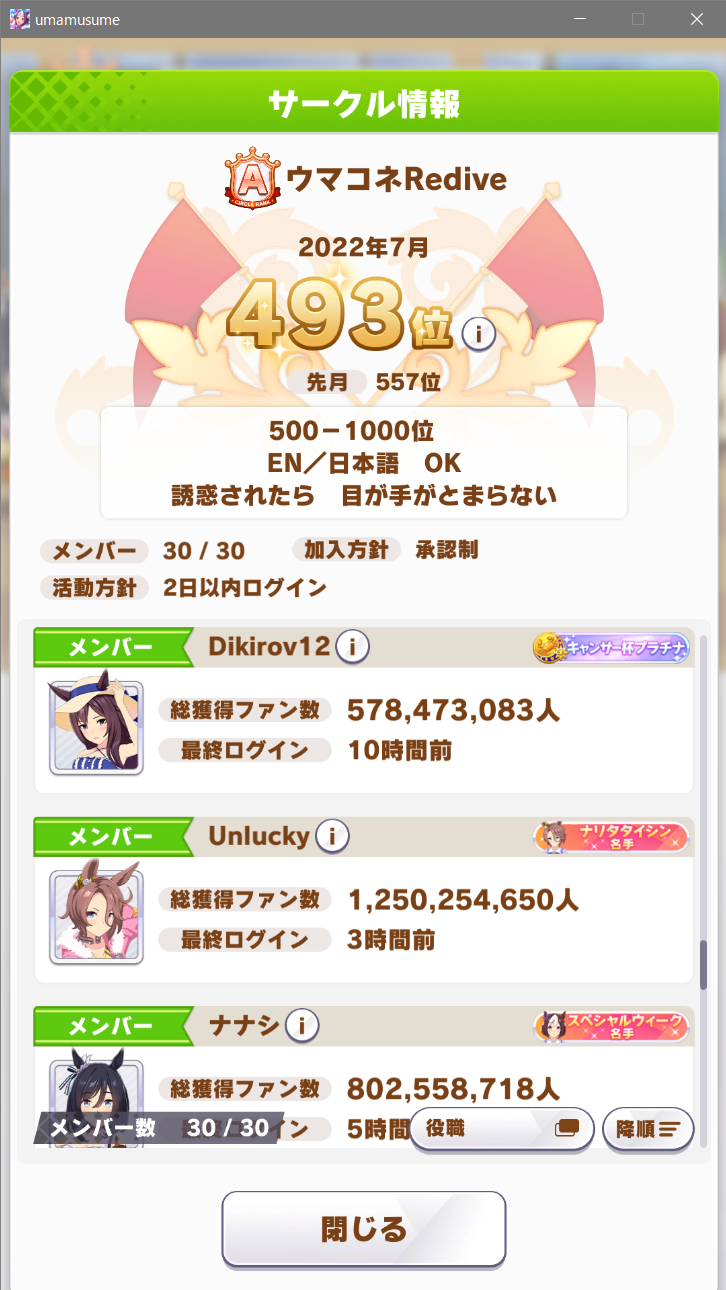 umamusume
サークル情報
A
CIRCLE RANK
ウマコネRedive
2022年7月
493位
i
先月 557位
500－1000位
EN／日本語　OK
誘惑されたら　目が手がとまらない
メンバー 30 / 30 加入方針 承認制
活動方針 2日以内ログイン
メンバー Dikirov12 i キャンサー杯プラチナ
総獲得ファン数 578,473,083人
最終ログイン 10時間前
メンバー Unlucky i ナリタタイシン
名手
総獲得ファン数 1,250,254,650人
最終ログイン 3時間前
メンバー ナナシ i スペシャルウィーク
名手
総獲得ファン数 802,558,718人
イン 5時間
メンバー数 30 / 30 役職 降順
閉じる